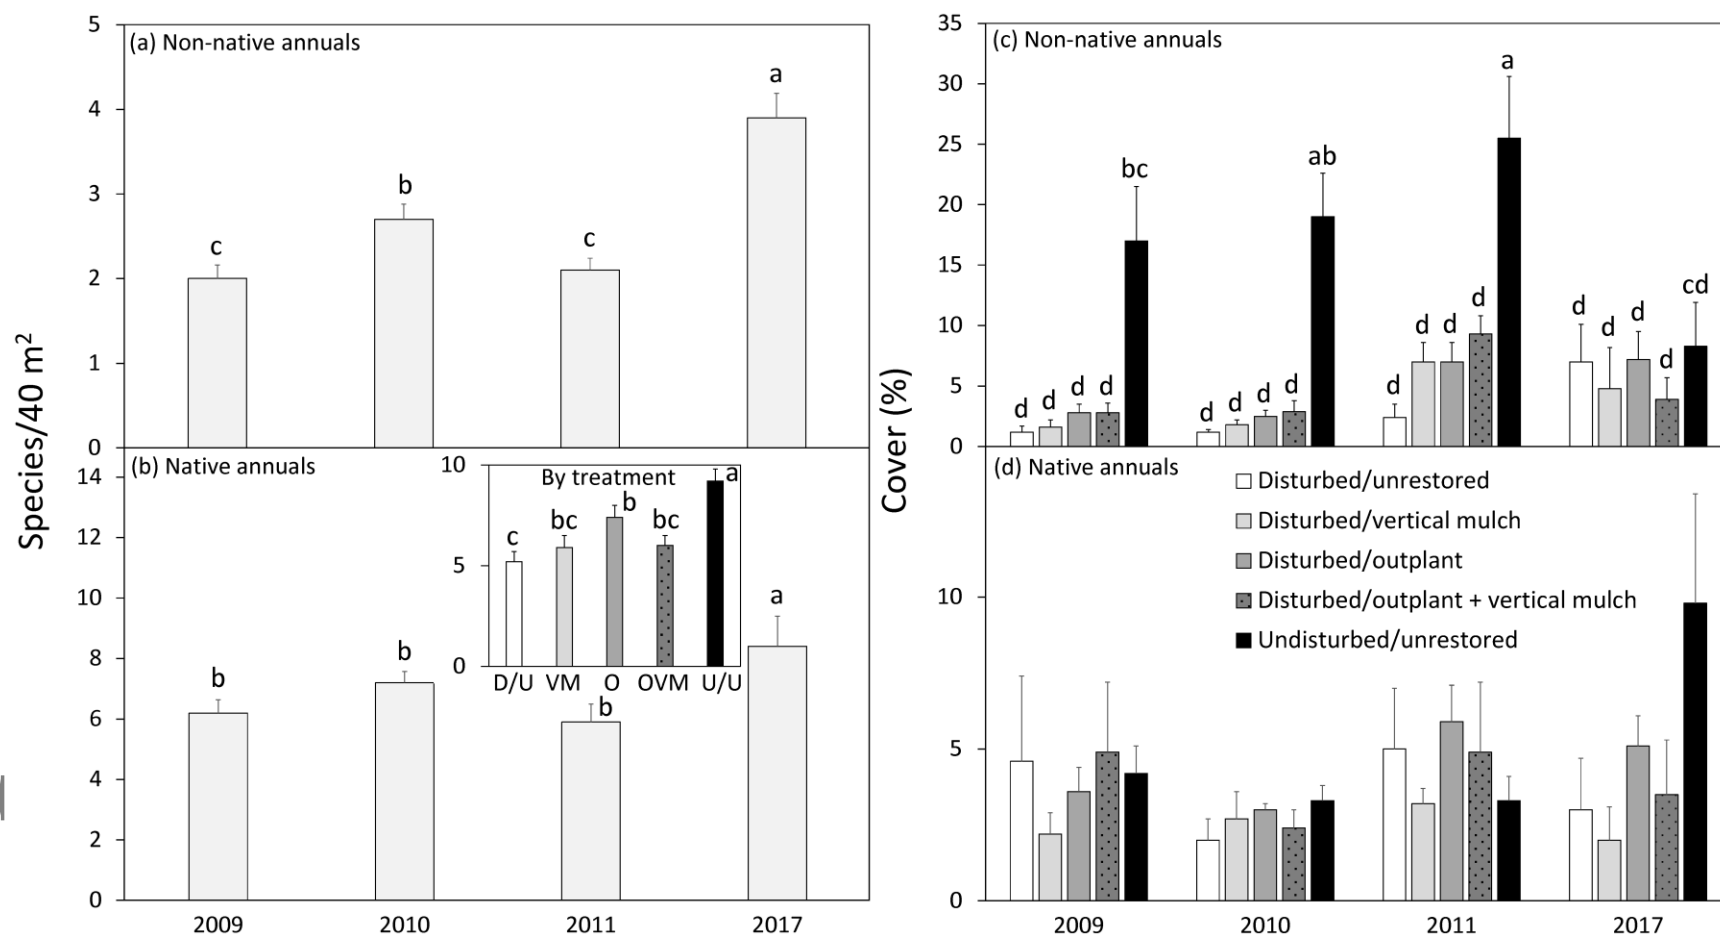 Species/40 m²
5
(a) Non-native annuals
4
3
2
1
0
c
b
c
a
(b) Native annuals
14
12
10
8
6
4
2
0
b
b
b
a
2009
2010
2011
2017
10
5
0
By treatment
c
bc
b
bc
a
D/U
VM
O
OVM
U/U
Cover (%)
35
(c) Non-native annuals
30
25
20
15
10
5
0
d
d
d
d
bc
d
d
d
d
ab
d
d
d
d
a
d
d
d
d
cd
(d) Native annuals
Disturbed/unrestored
Disturbed/vertical mulch
Disturbed/outplant
Disturbed/outplant + vertical mulch
Undisturbed/unrestored
10
5
0
2009
2010
2011
2017